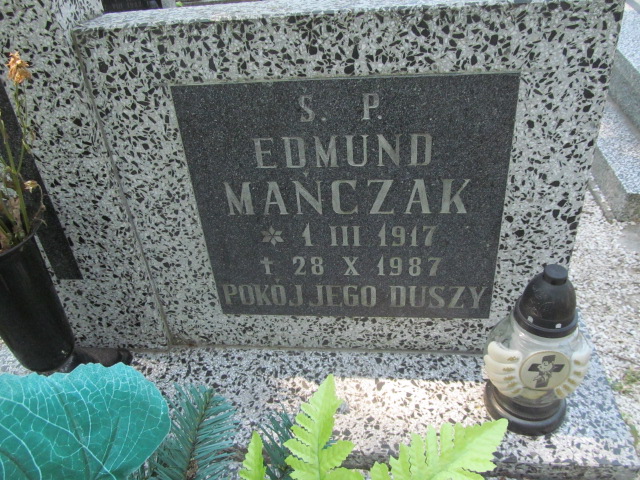 Ś. P.
EDMUND
MAŃCZAK
* 1 III 1917
✝ 28 X 1987
POKÓJ JEGO DUSZY